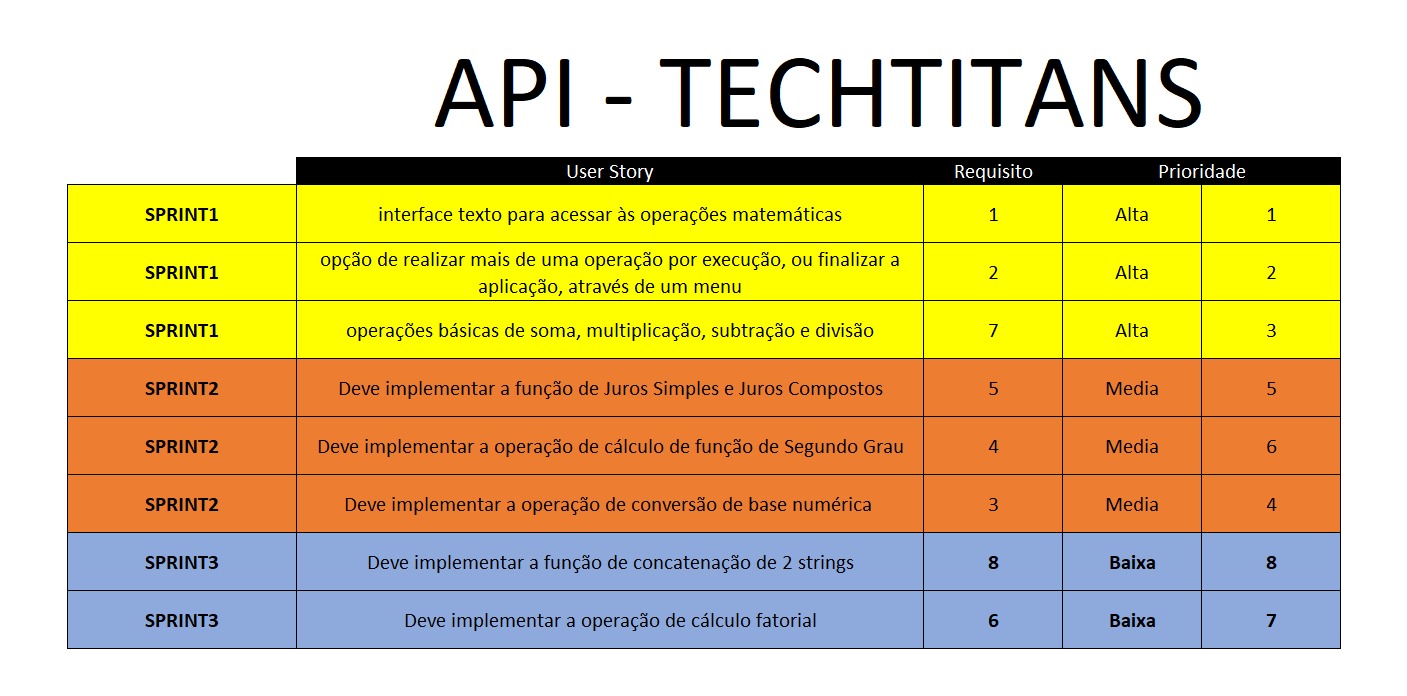 API - TECHTITANS
User Story Requisito Prioridade
SPRINT1 interface texto para acessar às operações matemáticas 1 Alta 1
SPRINT1 opção de realizar mais de uma operação por execução, ou finalizar a
aplicação, através de um menu 2 Alta 2
SPRINT1 operações básicas de soma, multiplicação, subtração e divisão 7 Alta 3
SPRINT2 Deve implementar a função de Juros Simples e Juros Compostos 5 Media 5
SPRINT2 Deve implementar a operação de cálculo de função de Segundo Grau 4 Media 6
SPRINT2 Deve implementar a operação de conversão de base numérica 3 Media 4
SPRINT3 Deve implementar a função de concatenação de 2 strings 8 Baixa 8
SPRINT3 Deve implementar a operação de cálculo fatorial 6 Baixa 7